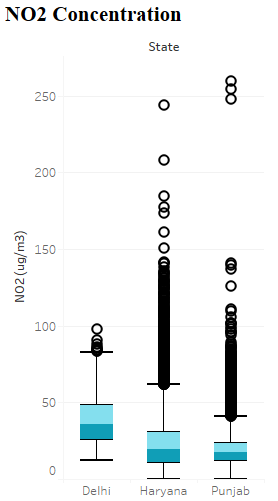 NO2 Concentration
State
250
200
150
100
50
0
NO2 (ug/m3)
Delhi Haryana Punjab